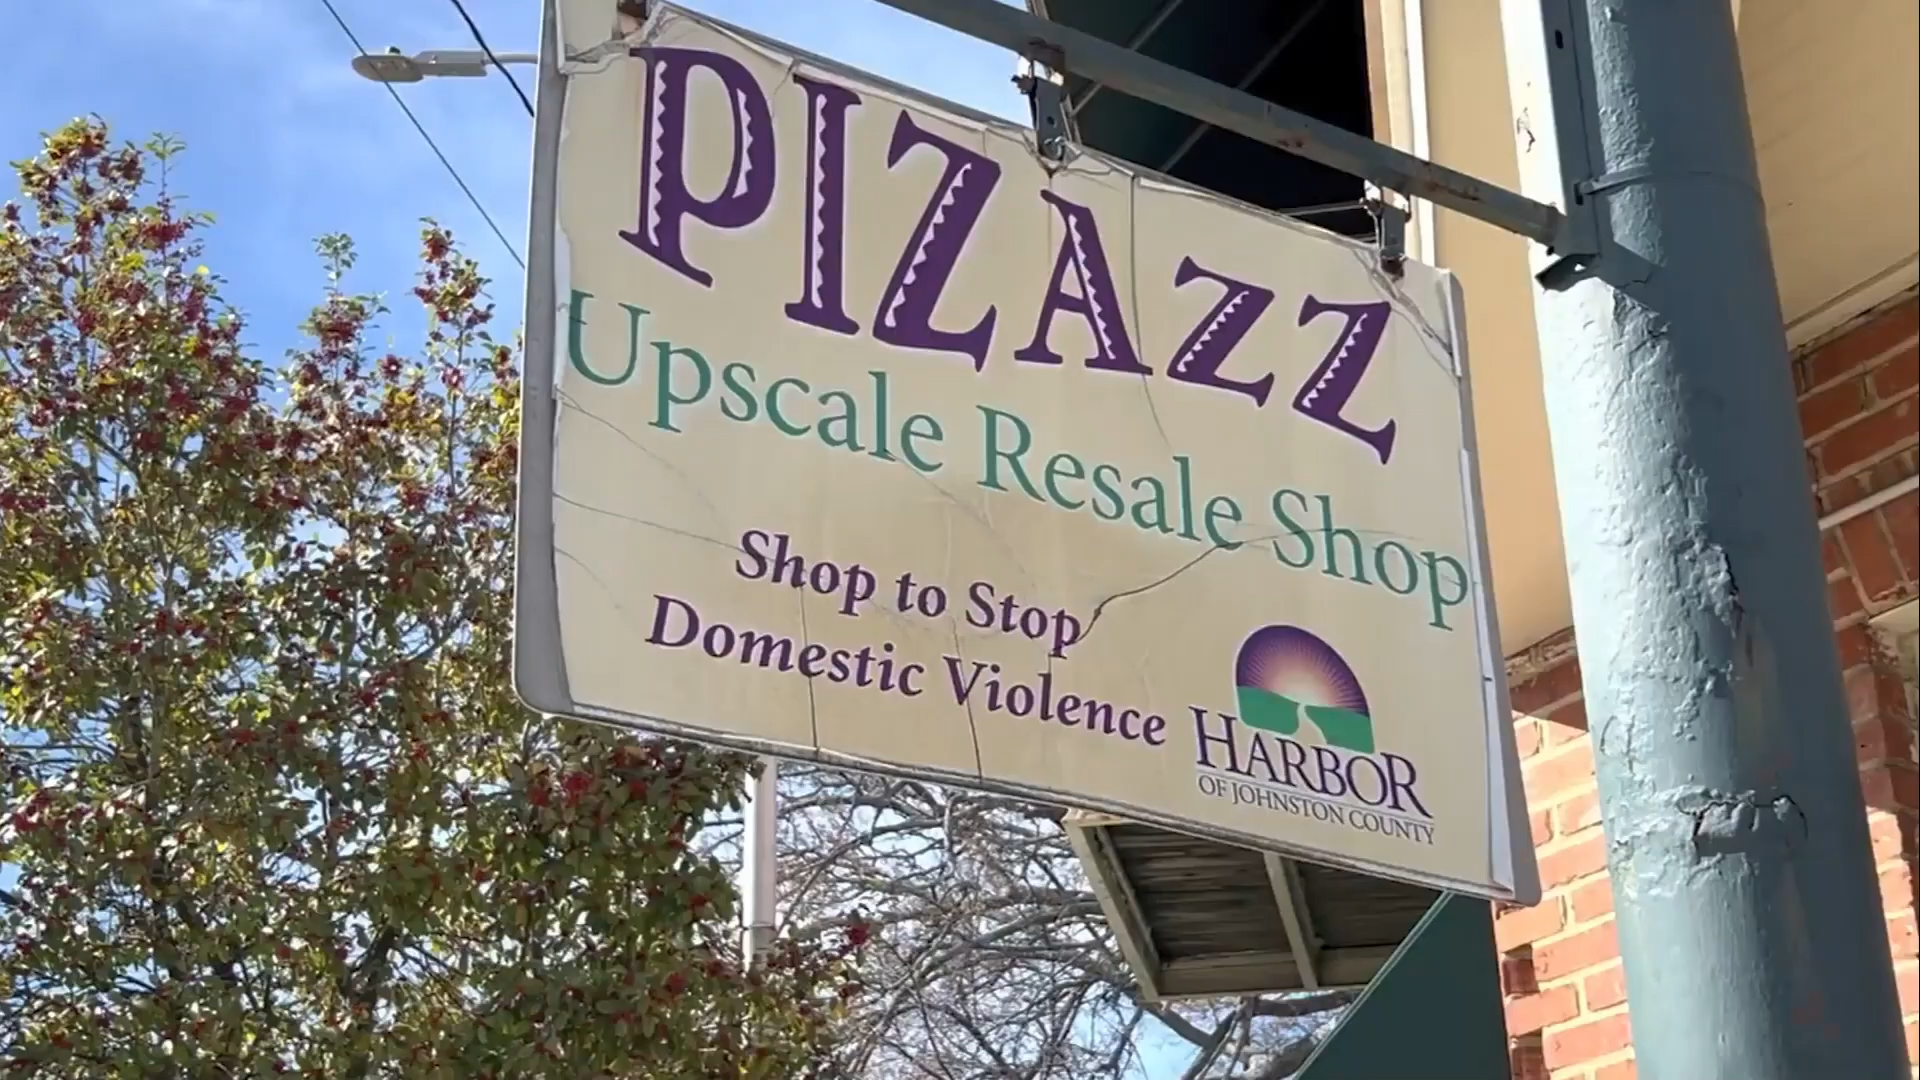 PIZAZZ
Upscale Resale Shop
Shop to Stop
Domestic Violence
HARBOR
OF JOHNSTON COUNTY